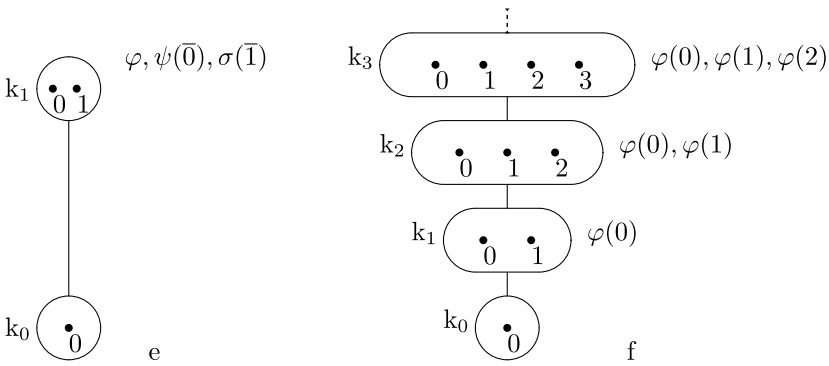 k₁ 0 1 φ, ψ(0̅), σ(1̅)
k₀ 0
e
k₃ 0 1 2 3 φ(0), φ(1), φ(2)
k₂ 0 1 2 φ(0), φ(1)
k₁ 0 1 φ(0)
k₀ 0
f